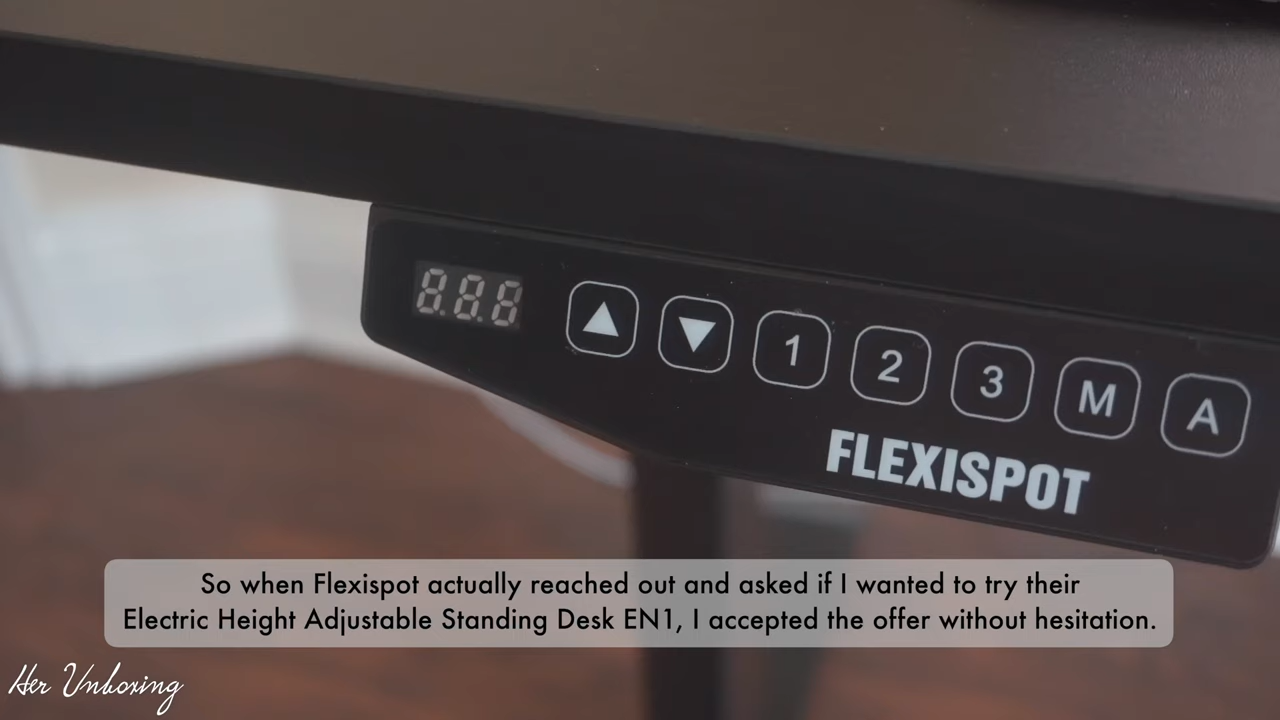 8.8.8
1 2 3 M A
FLEXISPOT
So when Flexispot actually reached out and asked if I wanted to try their
Electric Height Adjustable Standing Desk EN1, I accepted the offer without hesitation.
Her Unboxing